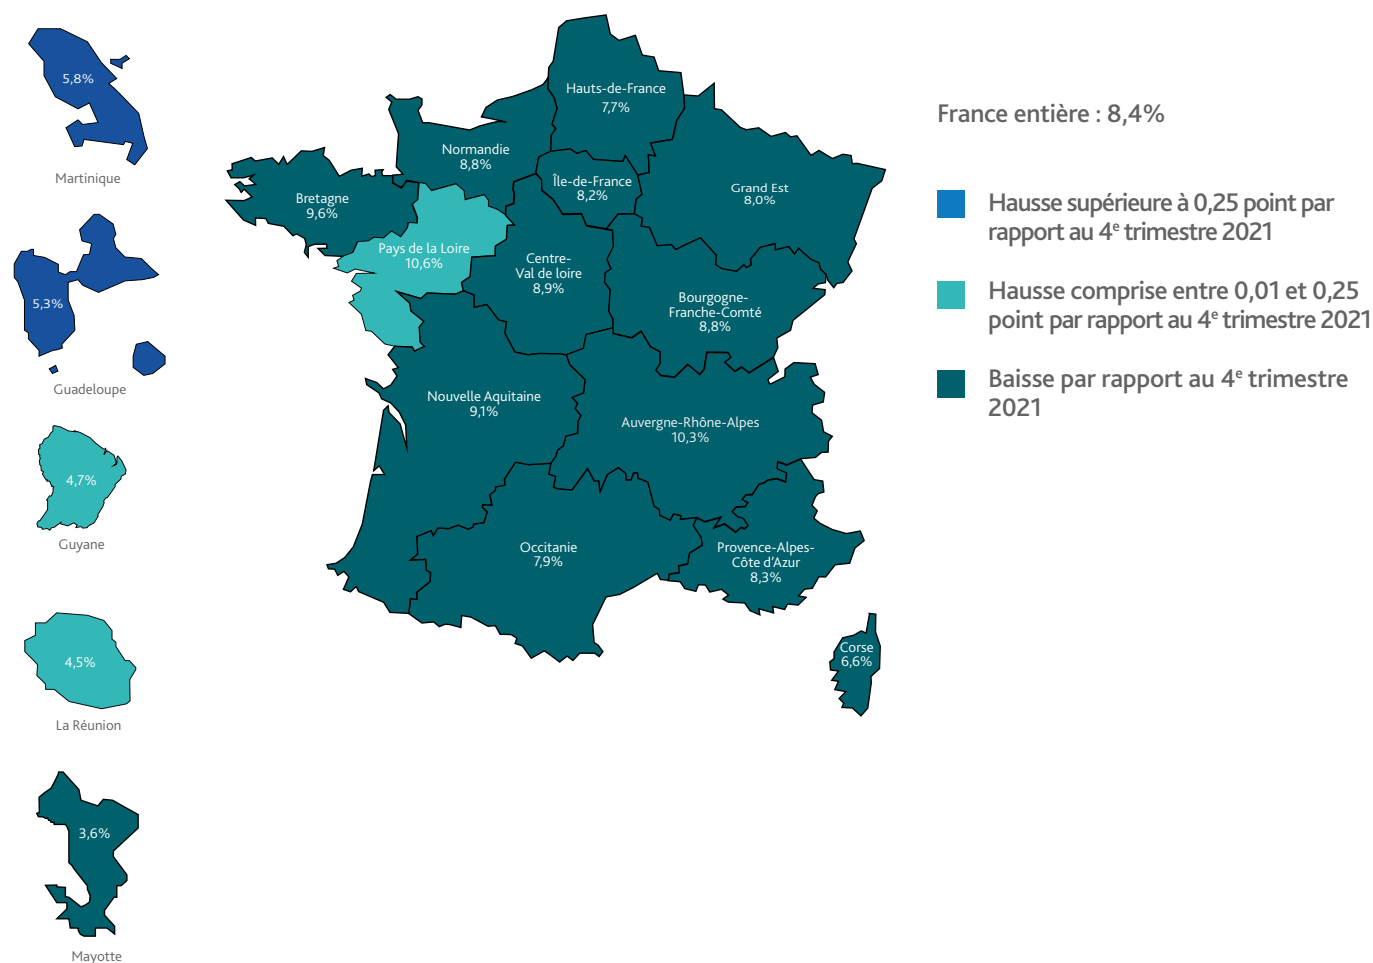 5,8%
Martinique
5,3%
Guadeloupe
4,7%
Guyane
4,5%
La Réunion
3,6%
Mayotte
Hauts-de-France
7,7%
Normandie
8,8%
Île-de-France
8,2%
Grand Est
8,0%
Bretagne
9,6%
Pays de la Loire
10,6%
Centre-
Val de loire
8,9%
Bourgogne-
Franche-Comté
8,8%
Nouvelle Aquitaine
9,1%
Auvergne-Rhône-Alpes
10,3%
Occitanie
7,9%
Provence-Alpes-
Côte d'Azur
8,3%
Corse
6,6%
France entière : 8,4%
Hausse supérieure à 0,25 point par
rapport au 4e trimestre 2021
Hausse comprise entre 0,01 et 0,25
point par rapport au 4e trimestre 2021
Baisse par rapport au 4e trimestre
2021